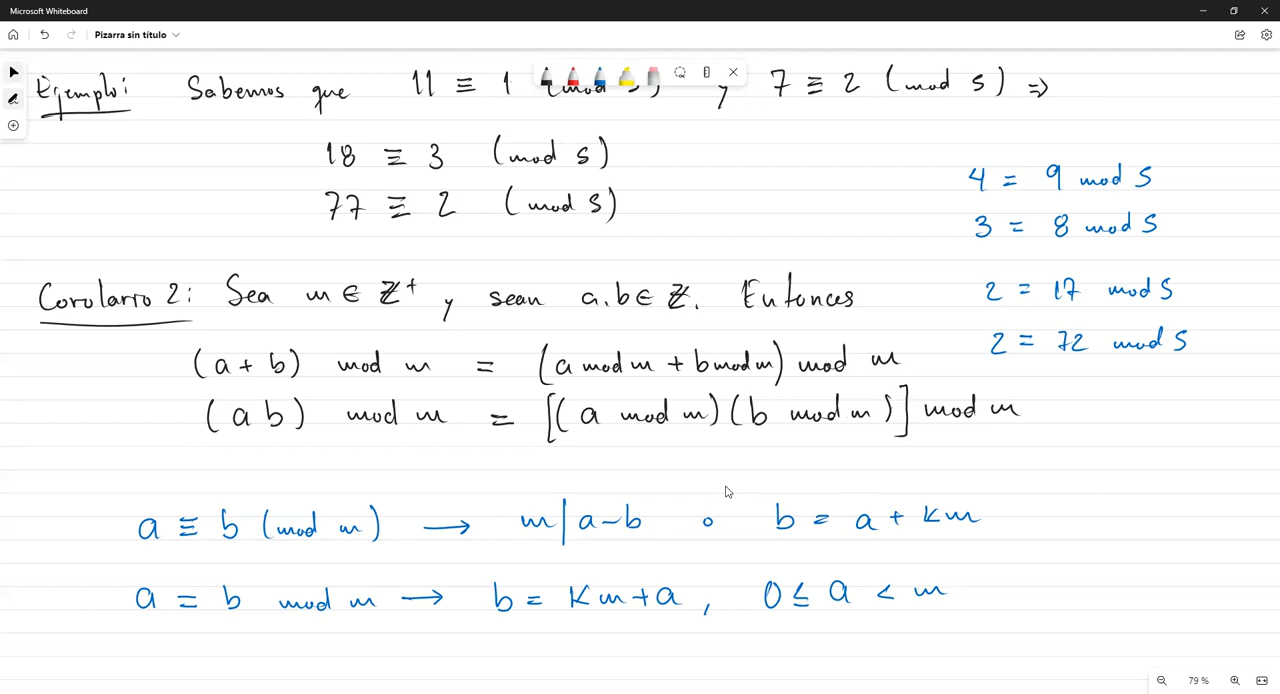 Microsoft Whiteboard
Pizarra sin título
Ejemplo: Sabemos que 11 ≡ 1 (mod 5) y 7 ≡ 2 (mod 5) ⇒
18 ≡ 3 (mod 5)
77 ≡ 2 (mod 5)
4 = 9 mod 5
3 = 8 mod 5
2 = 17 mod 5
2 = 72 mod 5
Corolario 2: Sea m ∈ ℤ⁺ y sean a, b ∈ ℤ. Entonces
(a + b) mod m = (a mod m + b mod m) mod m
(a b) mod m = [(a mod m)(b mod m)] mod m
a ≡ b (mod m) → m | a - b o b = a + km
a = b mod m → b = km + a, 0 ≤ a < m
79 %